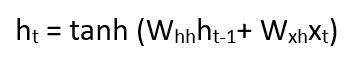 hₜ = tanh (Wₕₕhₜ₋₁+ Wₓₕxₜ)